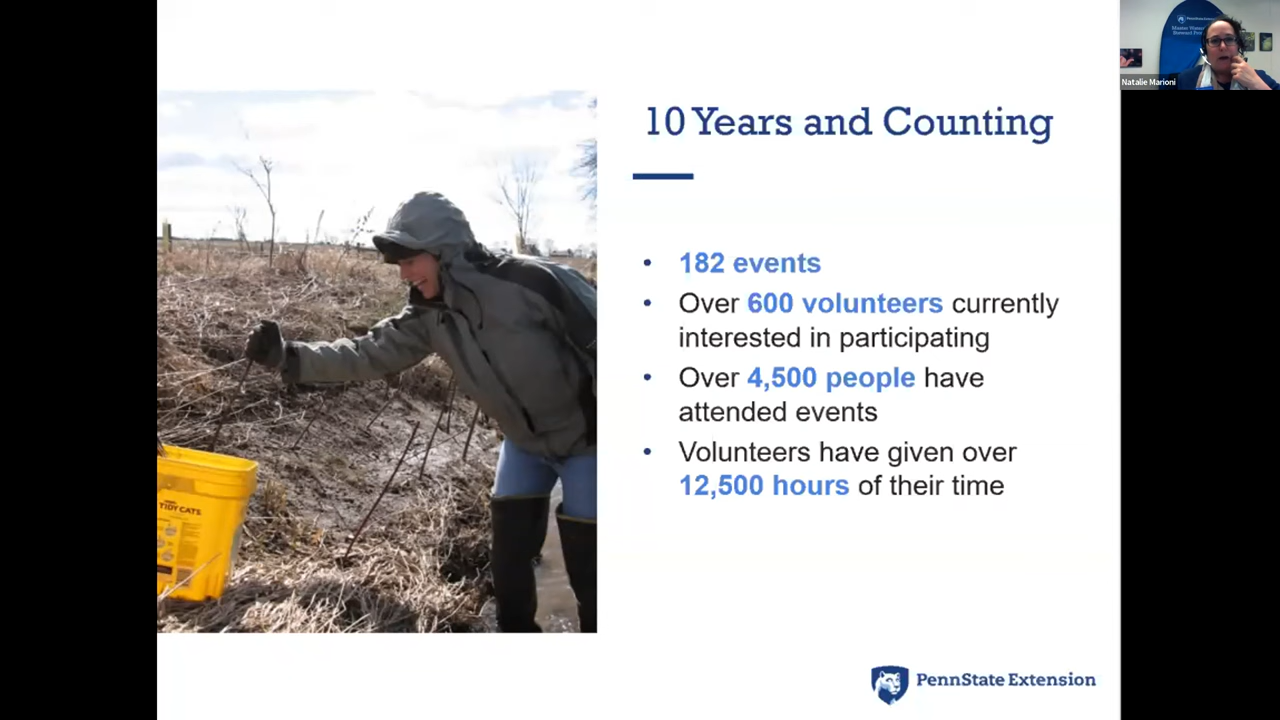 10 Years and Counting
• 182 events
• Over 600 volunteers currently
interested in participating
• Over 4,500 people have
attended events
• Volunteers have given over
12,500 hours of their time
PennState Extension
Natalie Marioni
TIDY CATS